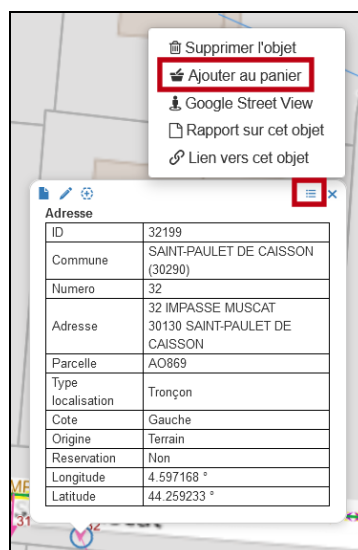 Supprimer l'objet
Ajouter au panier
Google Street View
Rapport sur cet objet
Lien vers cet objet
Adresse
ID 32199
Commune SAINT-PAULET DE CAISSON
(30290)
Numero 32
Adresse 32 IMPASSE MUSCAT
30130 SAINT-PAULET DE
CAISSON
Parcelle AO869
Type
localisation Tronçon
Cote Gauche
Origine Terrain
Reservation Non
Longitude 4.597168 °
Latitude 44.259233 °
31
32